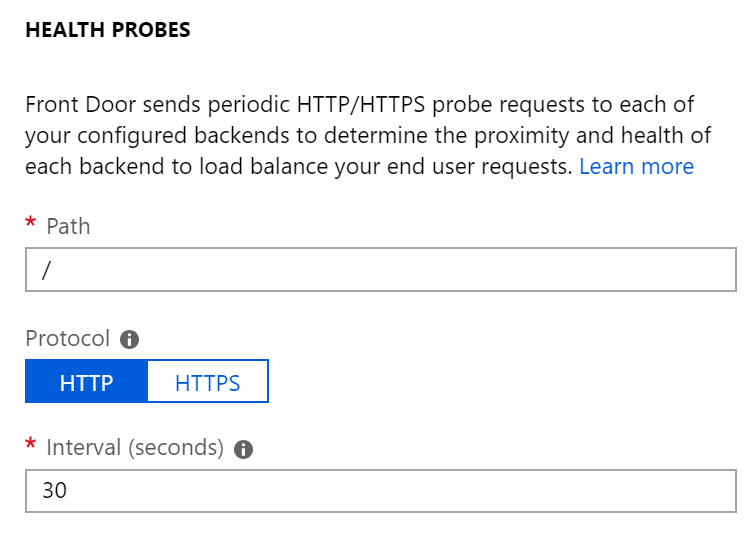 HEALTH PROBES
Front Door sends periodic HTTP/HTTPS probe requests to each of
your configured backends to determine the proximity and health of
each backend to load balance your end user requests. Learn more
* Path
/
Protocol
HTTP HTTPS
* Interval (seconds)
30